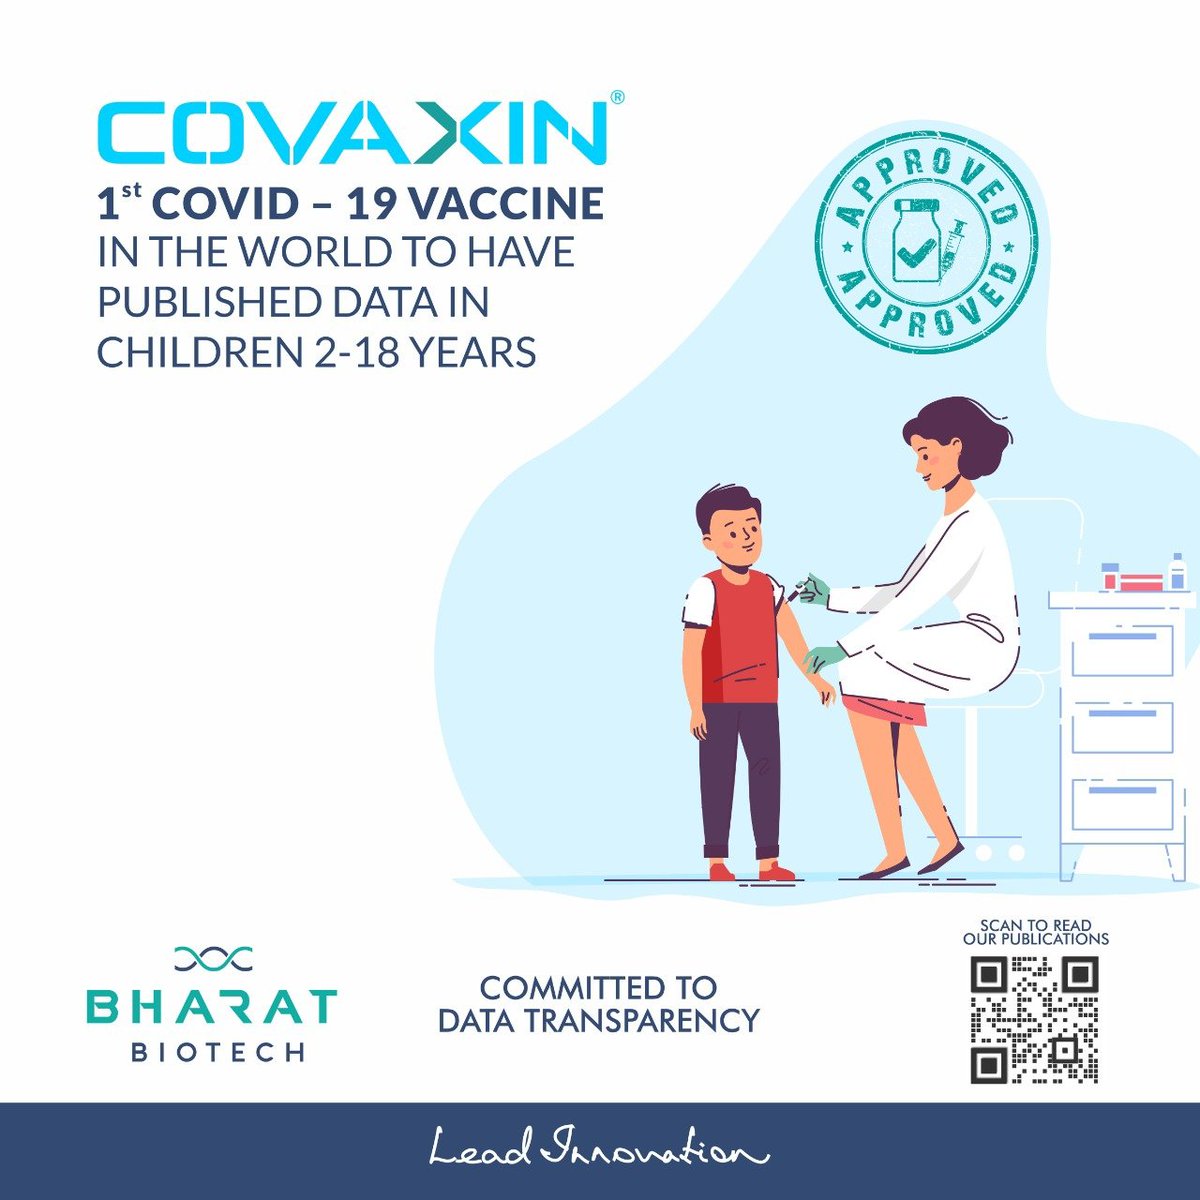 COVAXIN®
1st COVID – 19 VACCINE
IN THE WORLD TO HAVE
PUBLISHED DATA IN
CHILDREN 2-18 YEARS
APPROVED
APPROVED
SCAN TO READ
OUR PUBLICATIONS
BHARAT
BIOTECH
COMMITTED TO
DATA TRANSPARENCY
Lead Innovation